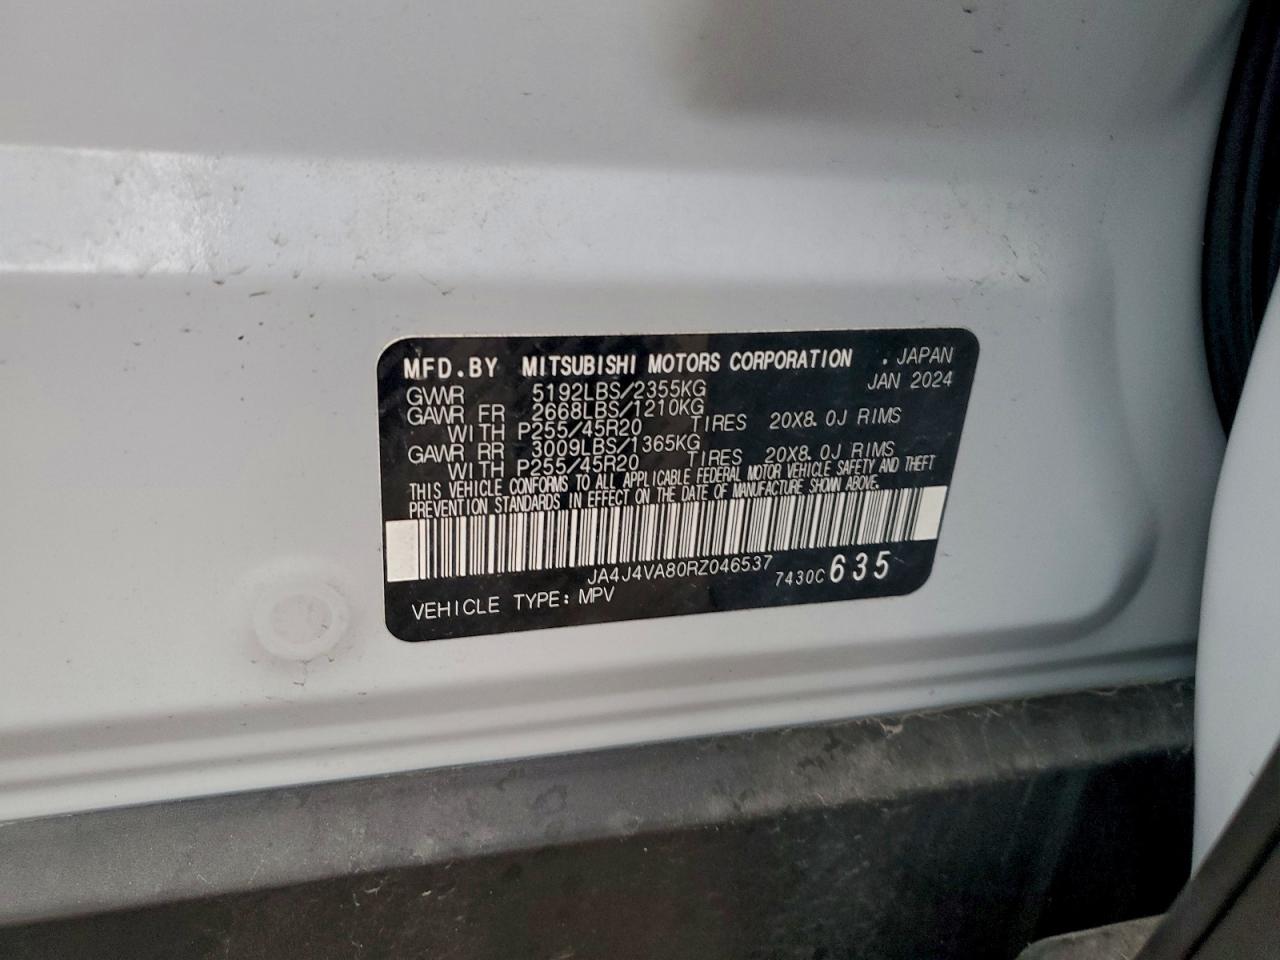 MFD.BY MITSUBISHI MOTORS CORPORATION . JAPAN
GVWR 5192LBS/2355KG JAN 2024
GAWR FR 2668LBS/1210KG
WITH P255/45R20 TIRES 20X8.0J RIMS
GAWR RR 3009LBS/1365KG
WITH P255/45R20 TIRES 20X8.0J RIMS
THIS VEHICLE CONFORMS TO ALL APPLICABLE FEDERAL MOTOR VEHICLE SAFETY AND THEFT
PREVENTION STANDARDS IN EFFECT ON THE DATE OF MANUFACTURE SHOWN ABOVE.
JA4J4VA80RZ046537 7430C 635
VEHICLE TYPE: MPV